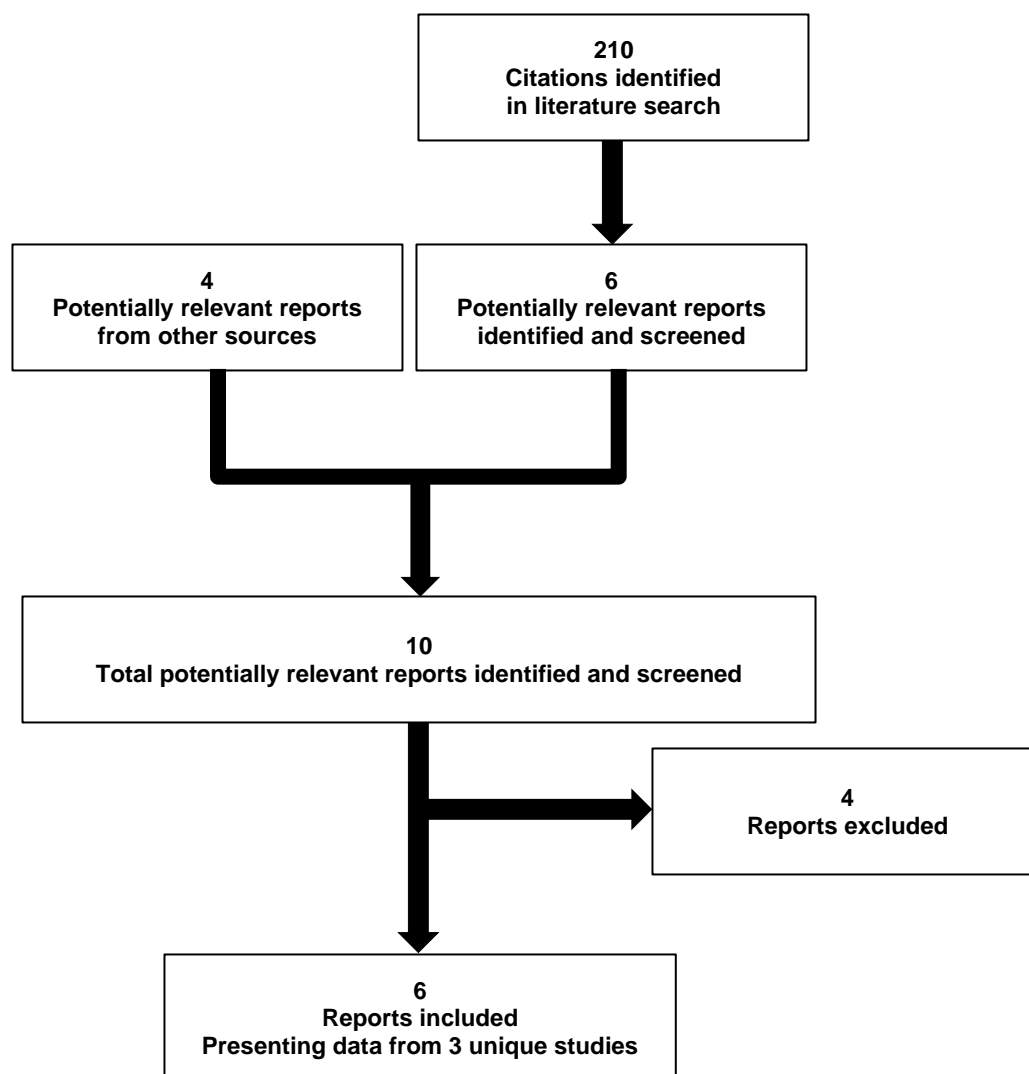 210
Citations identified
in literature search
4
Potentially relevant reports
from other sources
6
Potentially relevant reports
identified and screened
10
Total potentially relevant reports identified and screened
4
Reports excluded
6
Reports included
Presenting data from 3 unique studies